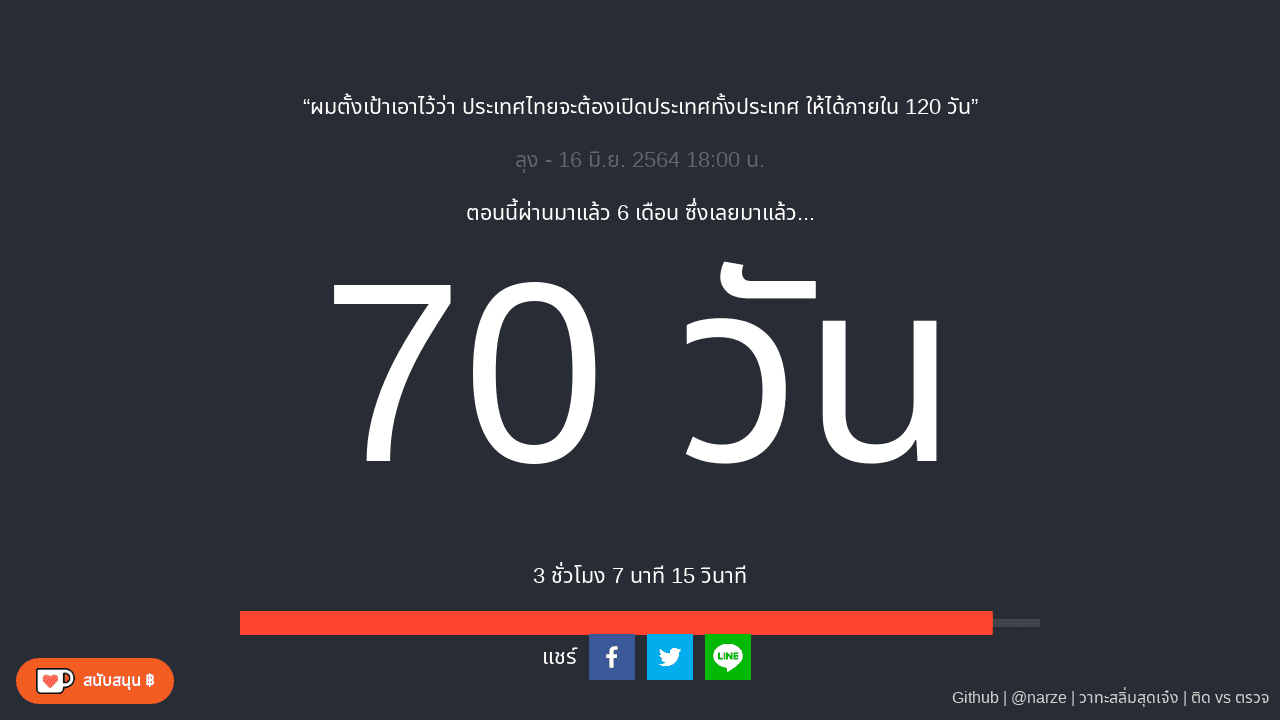 “ผมตั้งเป้าเอาไว้ว่า ประเทศไทยจะต้องเปิดประเทศทั้งประเทศ ให้ได้ภายใน 120 วัน”
ลุง - 16 มิ.ย. 2564 18:00 น.
ตอนนี้ผ่านมาแล้ว 6 เดือน ซึ่งเลยมาแล้ว...
70 วัน
3 ชั่วโมง 7 นาที 15 วินาที
แชร์ LINE
สนับสนุน ฿
Github | @narze | วาทะสลิ่มสุดเจ๋ง | ติด vs ตรวจ